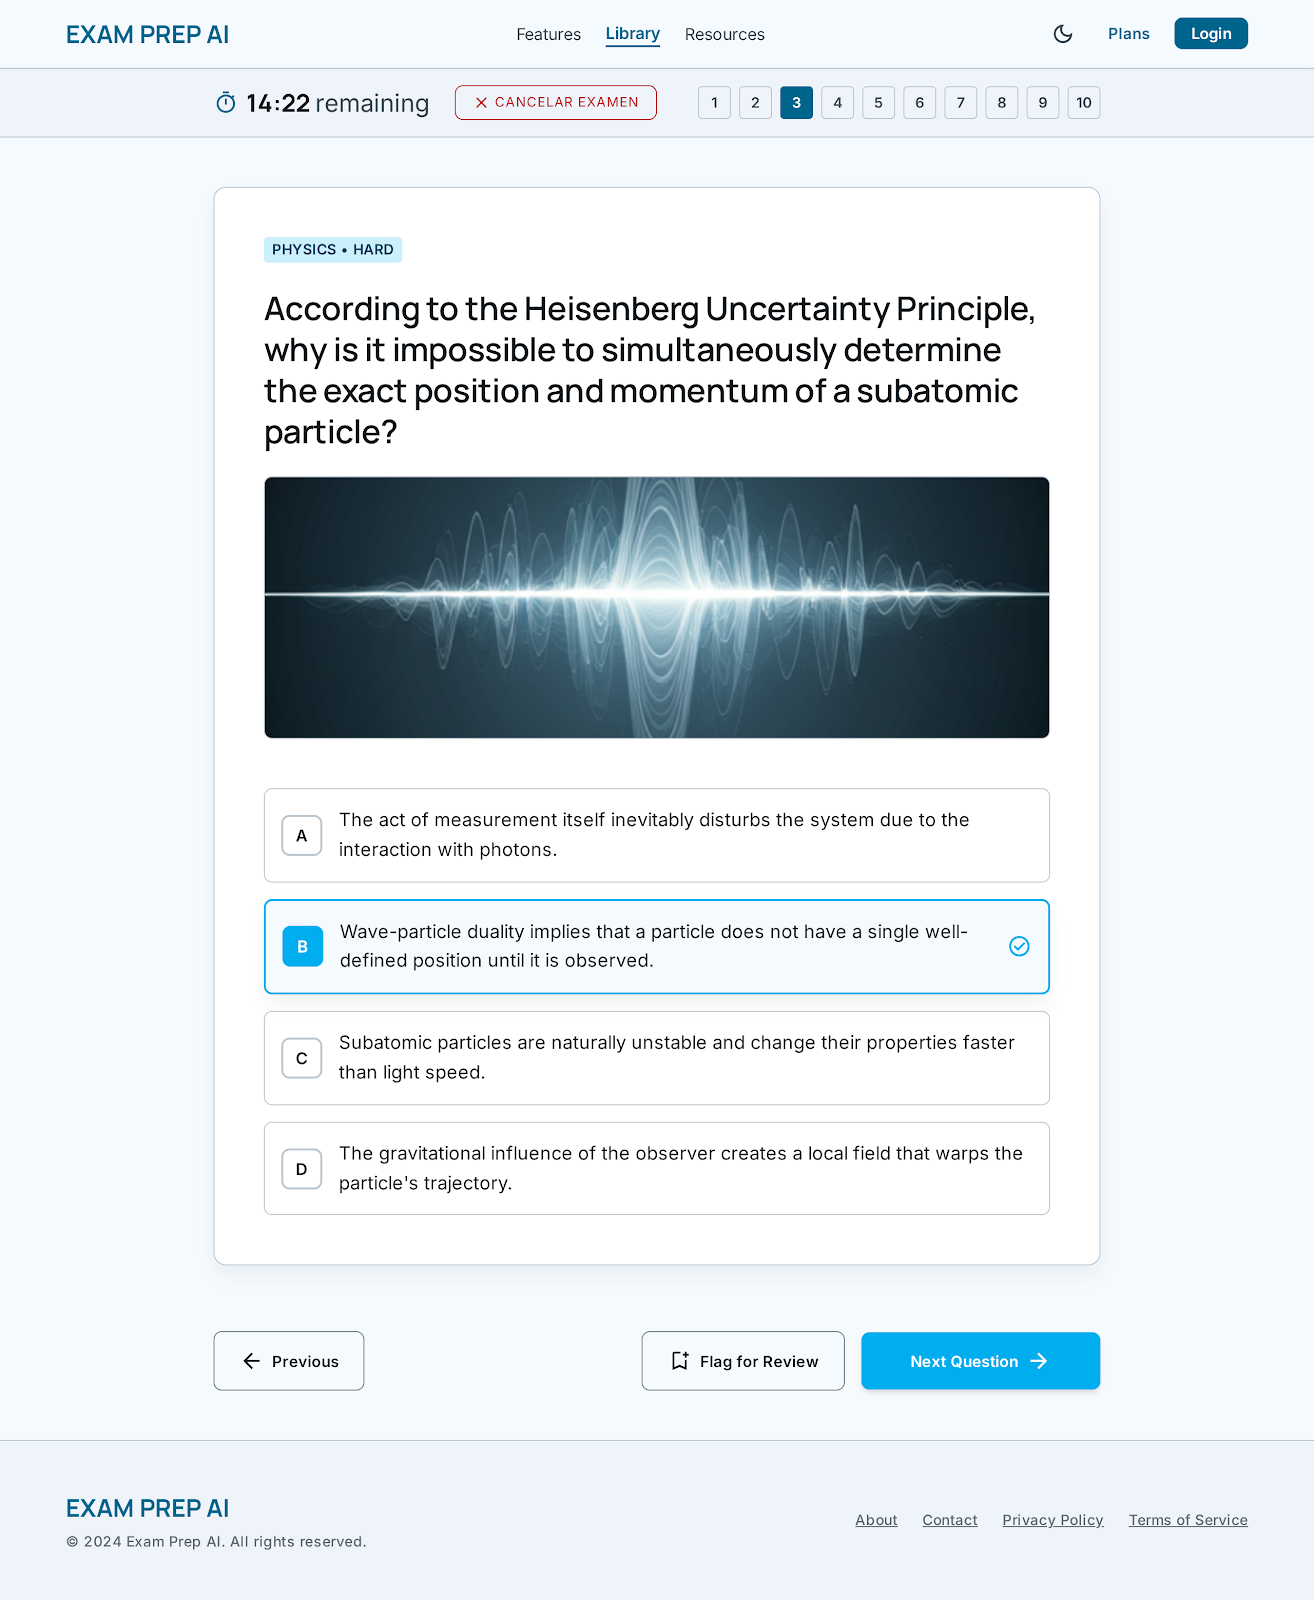 EXAM PREP AI
Features Library Resources
Plans Login
14:22 remaining
CANCELAR EXAMEN
1 2 3 4 5 6 7 8 9 10
PHYSICS • HARD
According to the Heisenberg Uncertainty Principle,
why is it impossible to simultaneously determine
the exact position and momentum of a subatomic
particle?
A
The act of measurement itself inevitably disturbs the system due to the
interaction with photons.
B
Wave-particle duality implies that a particle does not have a single well-
defined position until it is observed.
C
Subatomic particles are naturally unstable and change their properties faster
than light speed.
D
The gravitational influence of the observer creates a local field that warps the
particle's trajectory.
Previous
Flag for Review
Next Question
EXAM PREP AI
© 2024 Exam Prep AI. All rights reserved.
About Contact Privacy Policy Terms of Service